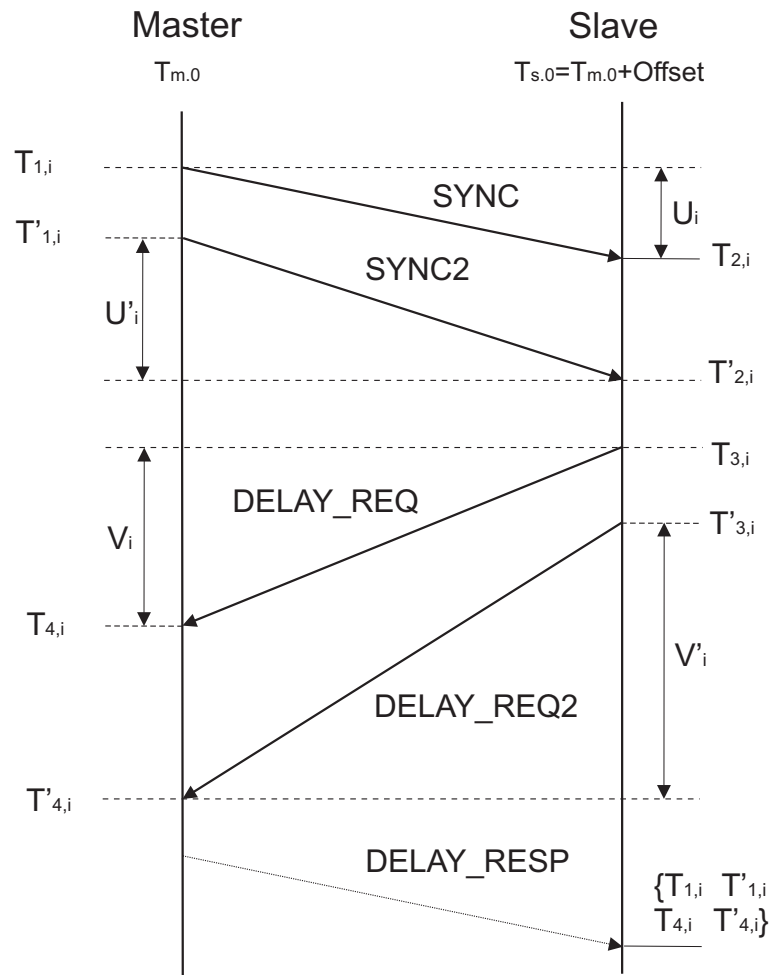 Master
Slave
Tm.0
Ts.0=Tm.0+Offset
T1,i
SYNC
Ui
T'1,i
T2,i
SYNC2
U'i
T'2,i
T3,i
DELAY_REQ
T'3,i
Vi
T4,i
V'i
DELAY_REQ2
T'4,i
DELAY_RESP
{T1,i T'1,i
T4,i T'4,i}